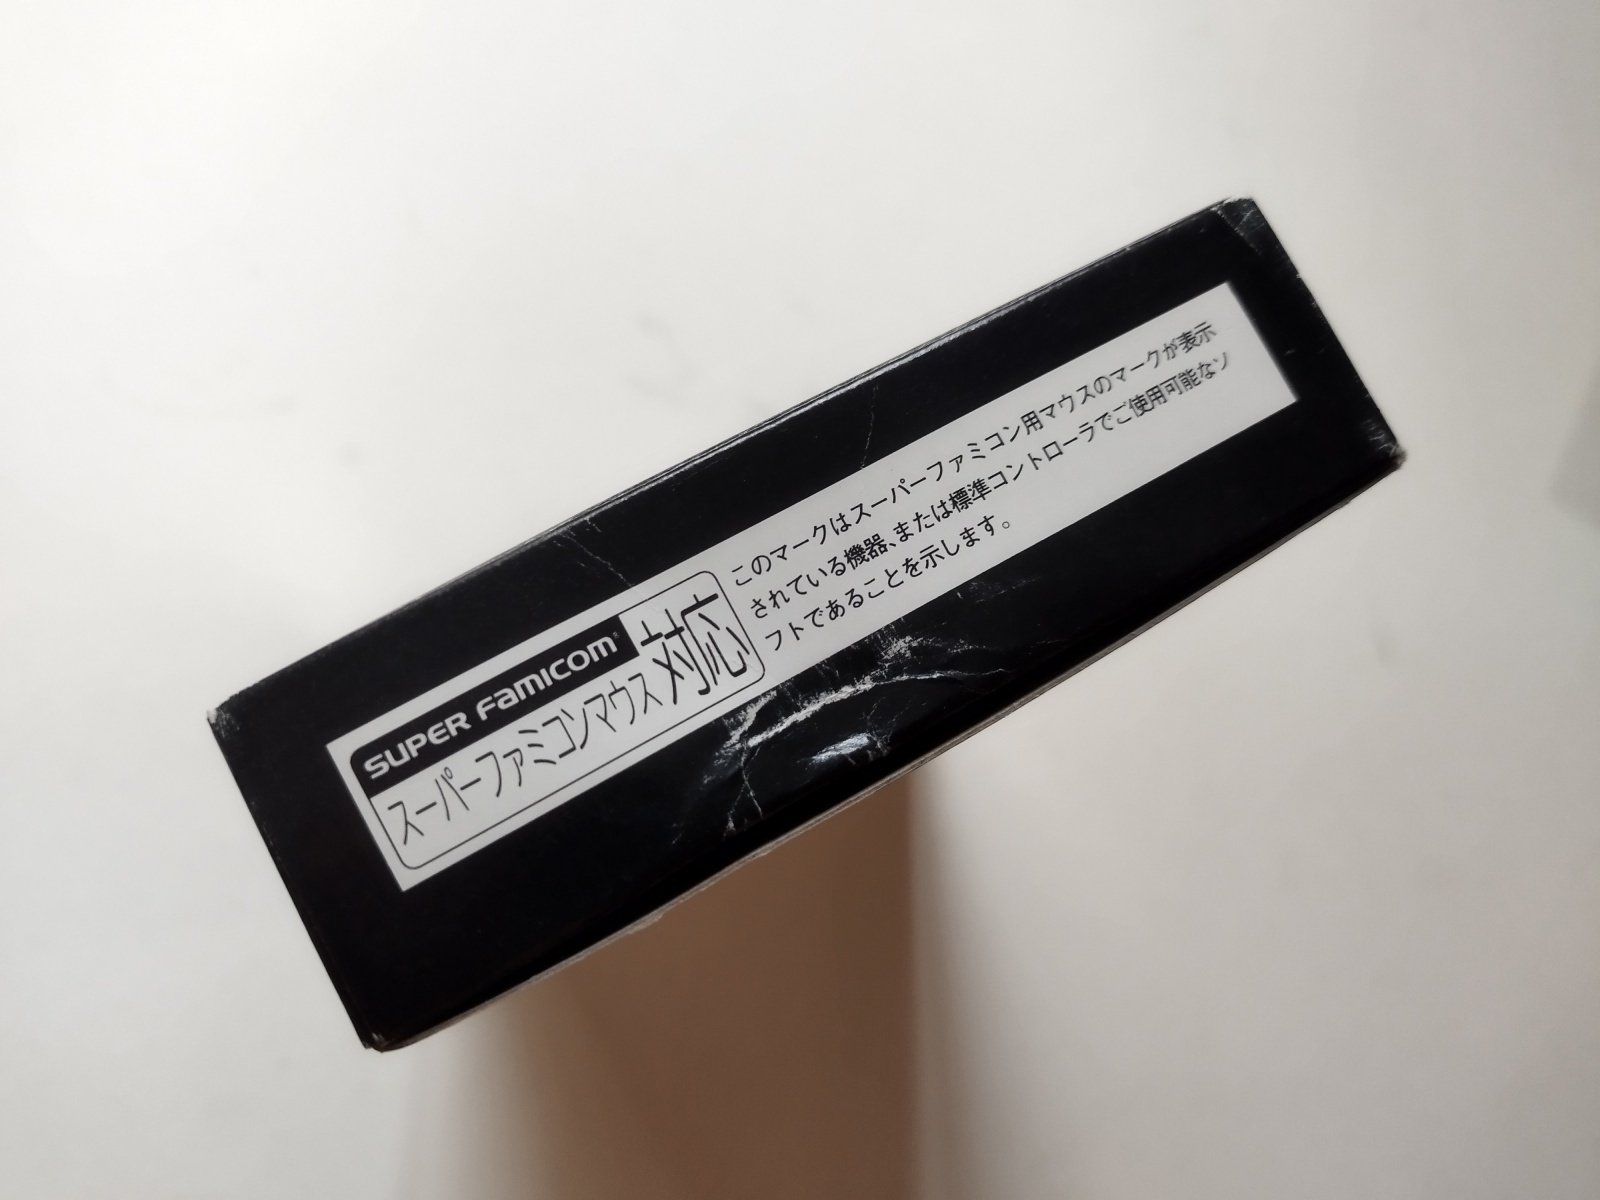 SUPER FAMICOM
スーパーファミコンマウス対応
このマークはスーパーファミコン用マウスのマークが表示
されている機器、または標準コントローラでご使用可能なソ
フトであることを示します。